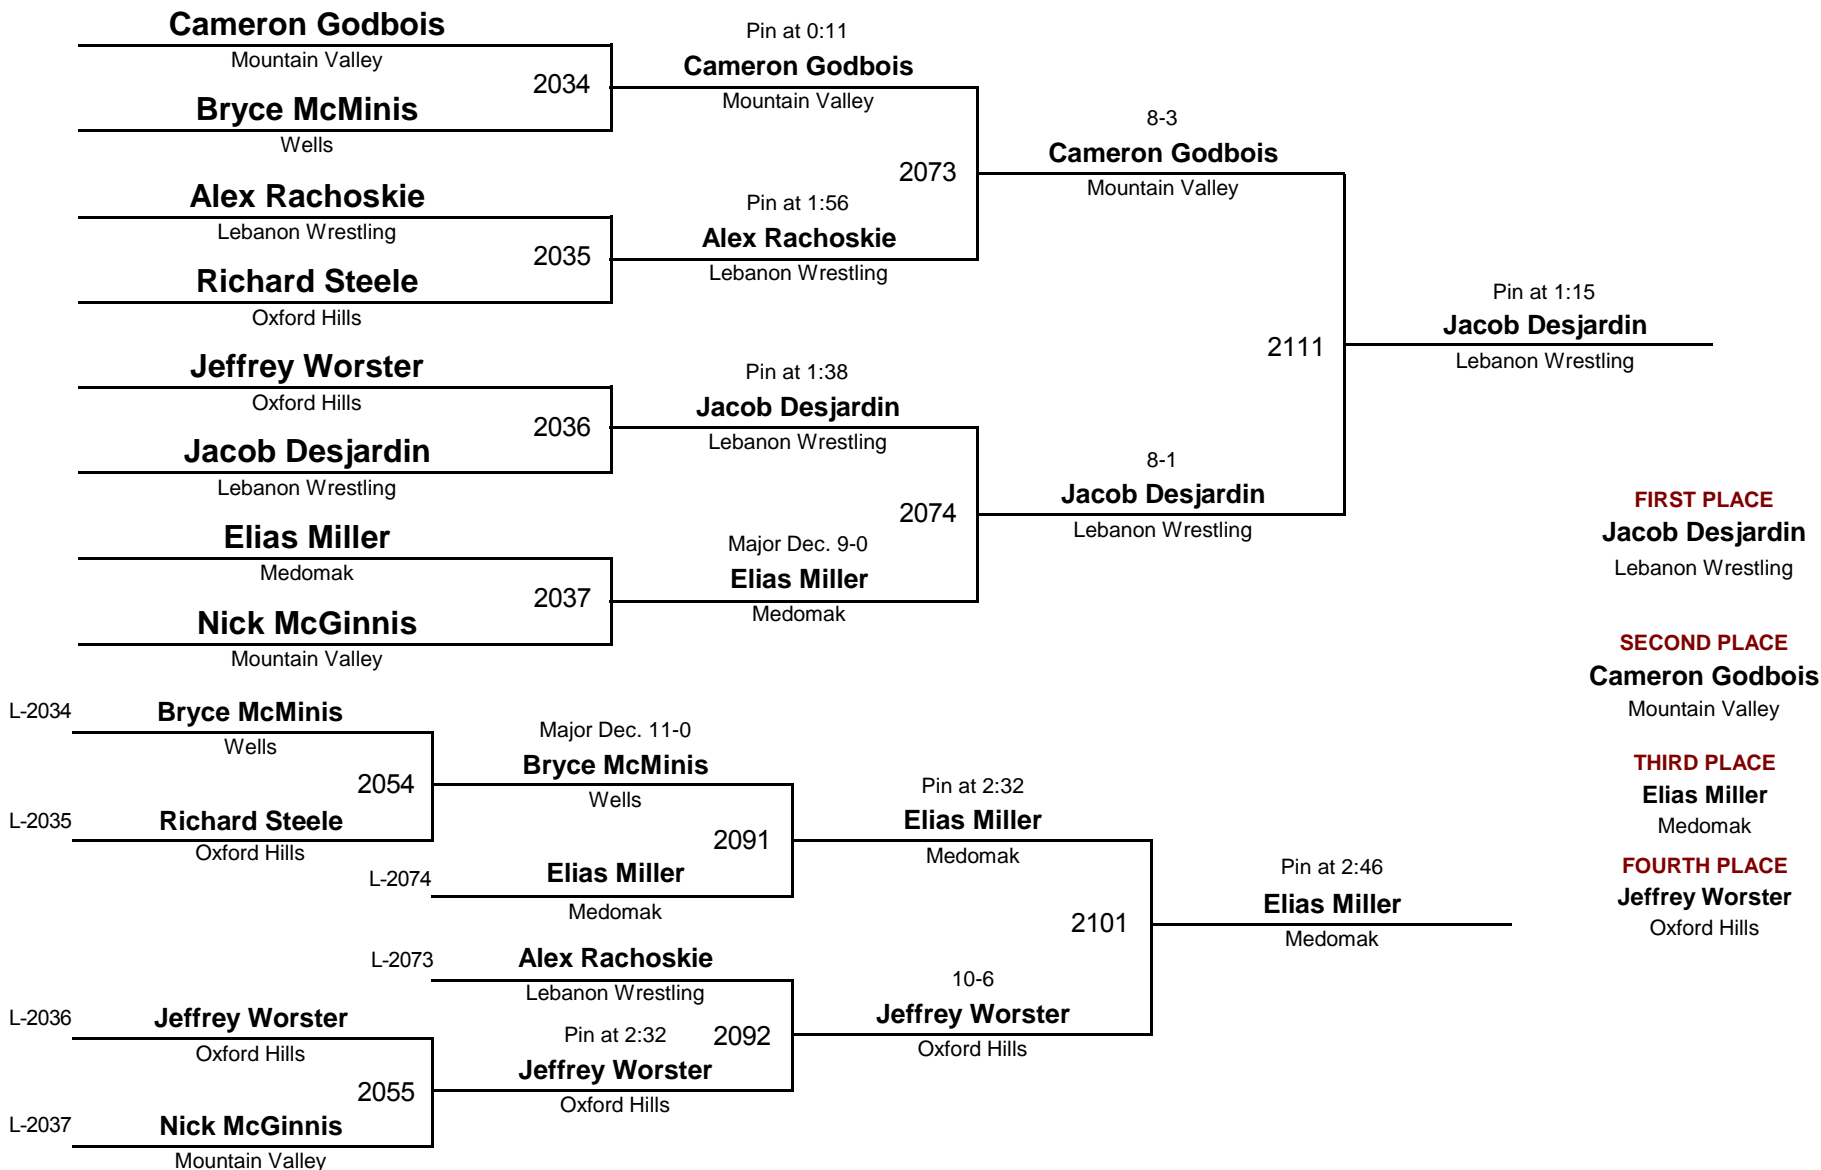 Cameron Godbois
Mountain Valley
2034
Bryce McMinis
Wells
Alex Rachoskie
Lebanon Wrestling
2035
Richard Steele
Oxford Hills
Jeffrey Worster
Oxford Hills
2036
Jacob Desjardin
Lebanon Wrestling
Elias Miller
Medomak
2037
Nick McGinnis
Mountain Valley
Pin at 0:11
Cameron Godbois
Mountain Valley
2073
Pin at 1:56
Alex Rachoskie
Lebanon Wrestling
Pin at 1:38
Jacob Desjardin
Lebanon Wrestling
2074
Major Dec. 9-0
Elias Miller
Medomak
8-3
Cameron Godbois
Mountain Valley
2111
8-1
Jacob Desjardin
Lebanon Wrestling
Pin at 1:15
Jacob Desjardin
Lebanon Wrestling
FIRST PLACE
Jacob Desjardin
Lebanon Wrestling
SECOND PLACE
Cameron Godbois
Mountain Valley
THIRD PLACE
Elias Miller
Medomak
FOURTH PLACE
Jeffrey Worster
Oxford Hills
L-2034
Bryce McMinis
Wells
2054
L-2035
Richard Steele
Oxford Hills
Major Dec. 11-0
Bryce McMinis
Wells
2091
L-2074
Elias Miller
Medomak
L-2073
Alex Rachoskie
Lebanon Wrestling
2092
L-2036
Jeffrey Worster
Oxford Hills
2055
L-2037
Nick McGinnis
Mountain Valley
Pin at 2:32
Jeffrey Worster
Oxford Hills
Pin at 2:32
Elias Miller
Medomak
2101
10-6
Jeffrey Worster
Oxford Hills
Pin at 2:46
Elias Miller
Medomak